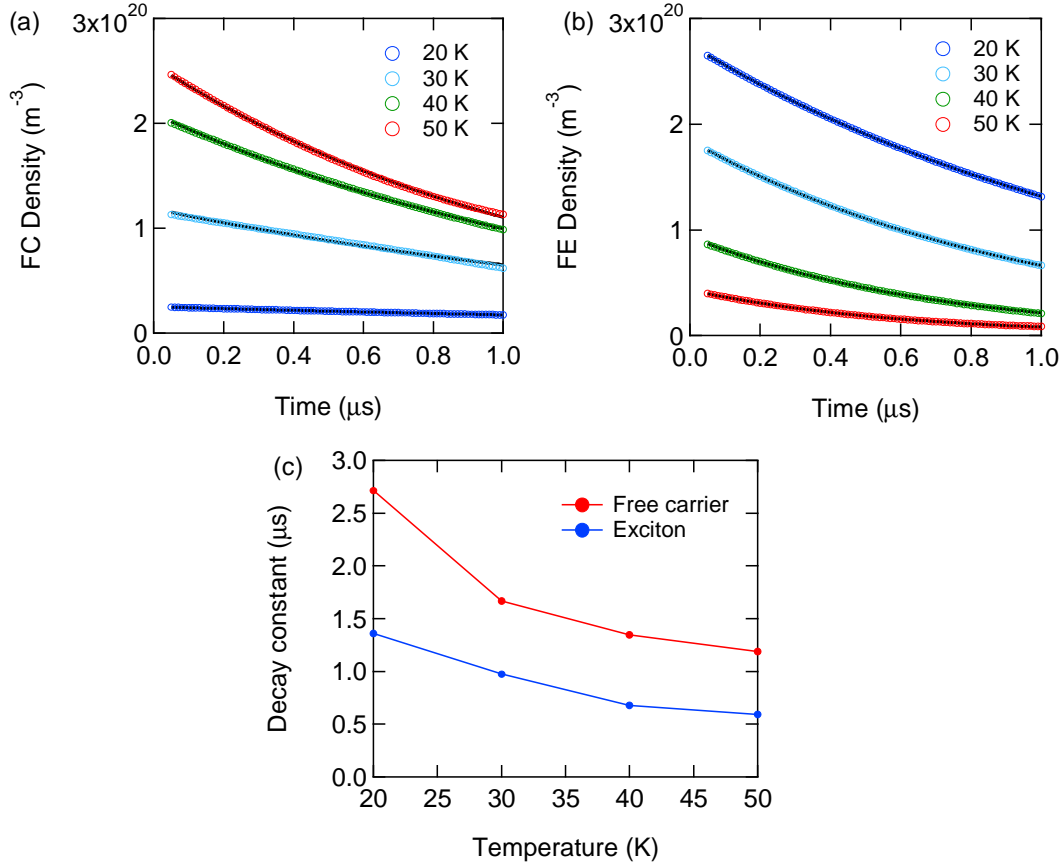 (a)
3x10^20
2
1
0
FC Density (m^-3)
20 K
30 K
40 K
50 K
0.0 0.2 0.4 0.6 0.8 1.0
Time (μs)
(b)
3x10^20
2
1
0
FE Density (m^-3)
20 K
30 K
40 K
50 K
0.0 0.2 0.4 0.6 0.8 1.0
Time (μs)
(c)
3.0
2.5
2.0
1.5
1.0
0.5
0.0
Decay constant (μs)
Free carrier
Exciton
20 25 30 35 40 45 50
Temperature (K)